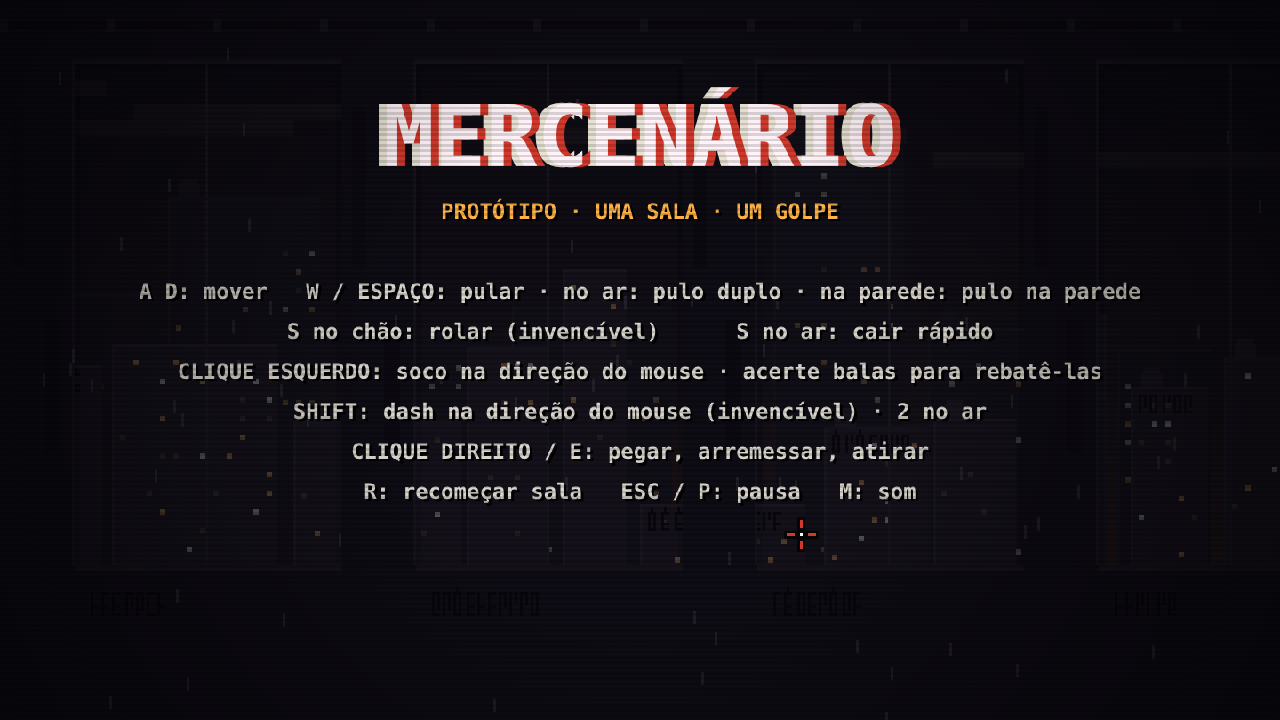 MERCENÁRIO
PROTÓTIPO · UMA SALA · UM GOLPE
A D: mover   W / ESPAÇO: pular · no ar: pulo duplo · na parede: pulo na parede
S no chão: rolar (invencível)      S no ar: cair rápido
CLIQUE ESQUERDO: soco na direção do mouse · acerte balas para rebatê-las
SHIFT: dash na direção do mouse (invencível) · 2 no ar
CLIQUE DIREITO / E: pegar, arremessar, atirar
R: recomeçar sala   ESC / P: pausa   M: som